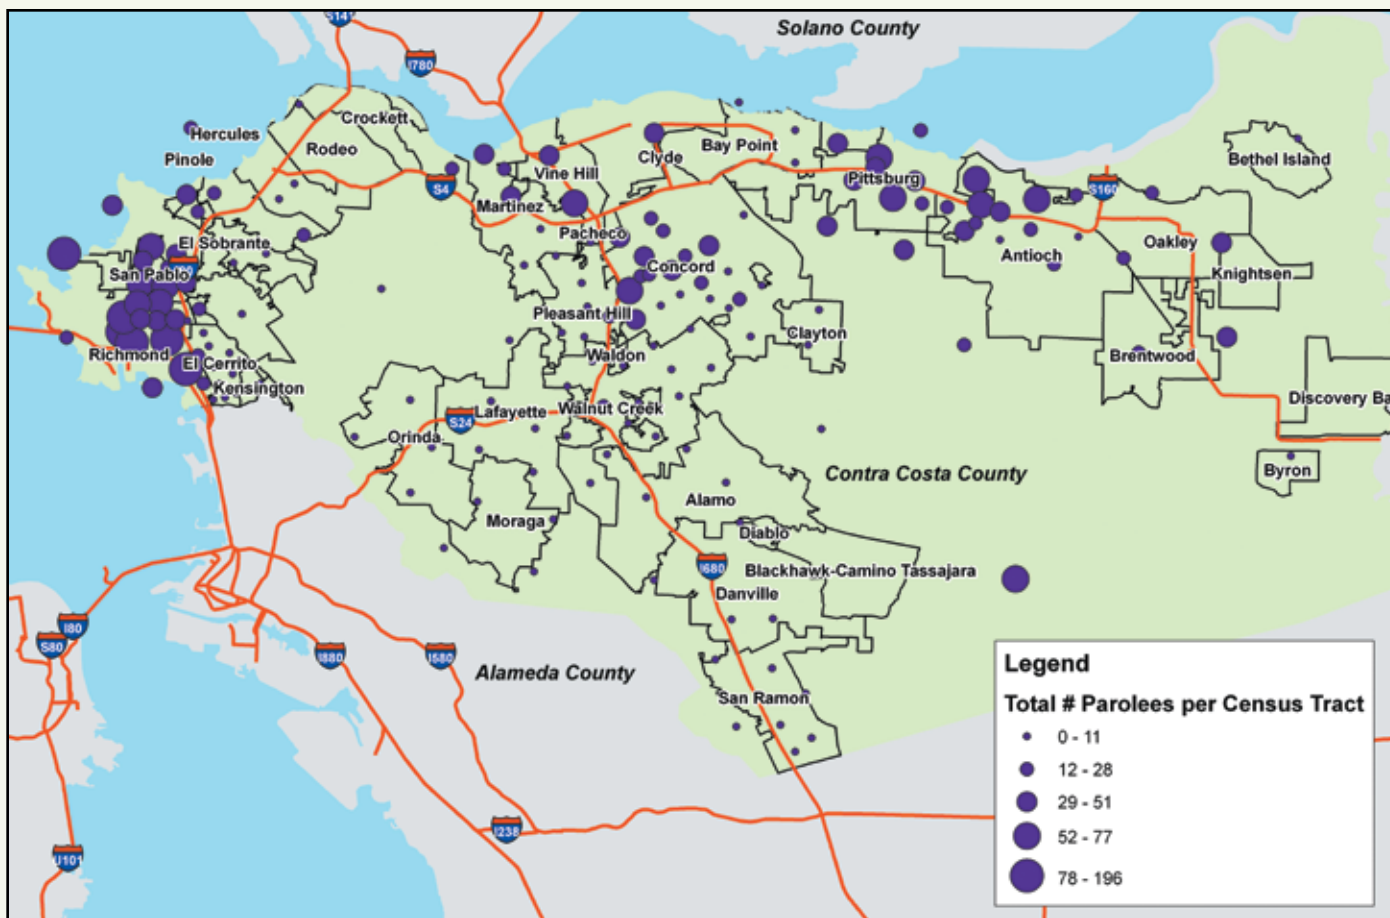 Solano County
S141
I780
Crockett
Hercules
Rodeo
Pinole
Clyde
Bay Point
Bethel Island
Vine Hill
S4
Pittsburg
S160
Martinez
Pacheco
El Sobrante
Oakley
Antioch
San Pablo
Concord
Knightsen
Pleasant Hill
Clayton
Richmond
El Cerrito
Waldon
Brentwood
Kensington
Discovery Ba
Lafayette
Walnut Creek
S24
Orinda
Contra Costa County
Byron
Alamo
Moraga
Diablo
I680
Blackhawk-Camino Tassajara
Danville
I80
S80
I880
I580
Alameda County
San Ramon
I238
U101
Legend
Total # Parolees per Census Tract
0 - 11
12 - 28
29 - 51
52 - 77
78 - 196